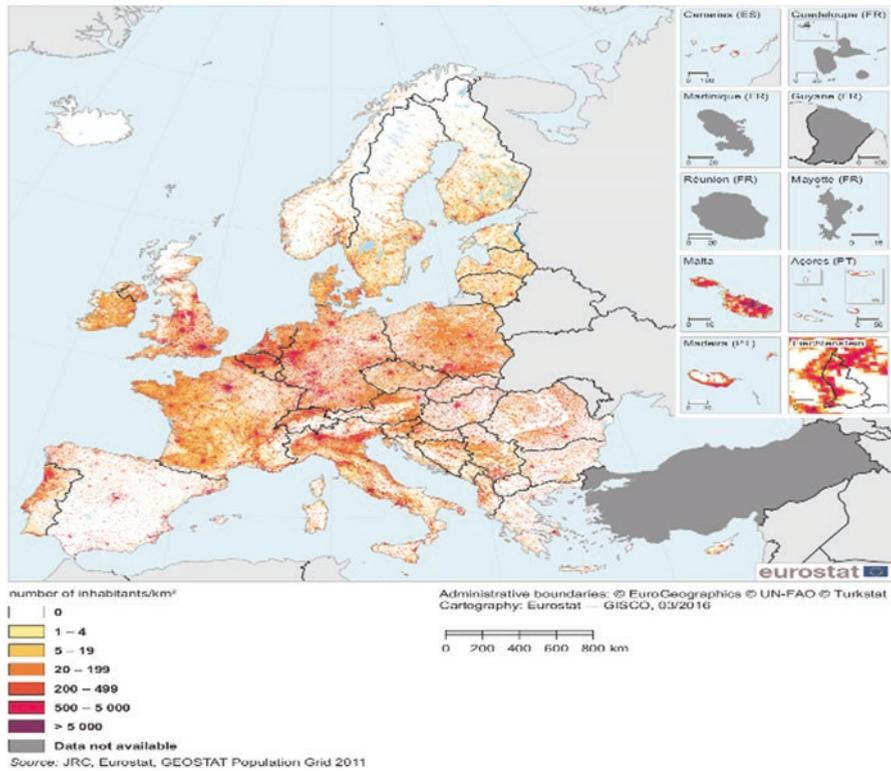 Canaries (ES)
Guadeloupe (FR)
Martinique (FR)
Guyane (FR)
Réunion (FR)
Mayotte (FR)
Malta
Açores (PT)
Madeira (PT)
Liechtenstein
eurostat
number of inhabitants/km²
0
1 – 4
5 – 19
20 – 199
200 – 499
500 – 5 000
> 5 000
Data not available
Source: JRC, Eurostat, GEOSTAT Population Grid 2011
Administrative boundaries: © EuroGeographics © UN-FAO © Turkstat
Cartography: Eurostat — GISCO, 03/2016
0 200 400 600 800 km